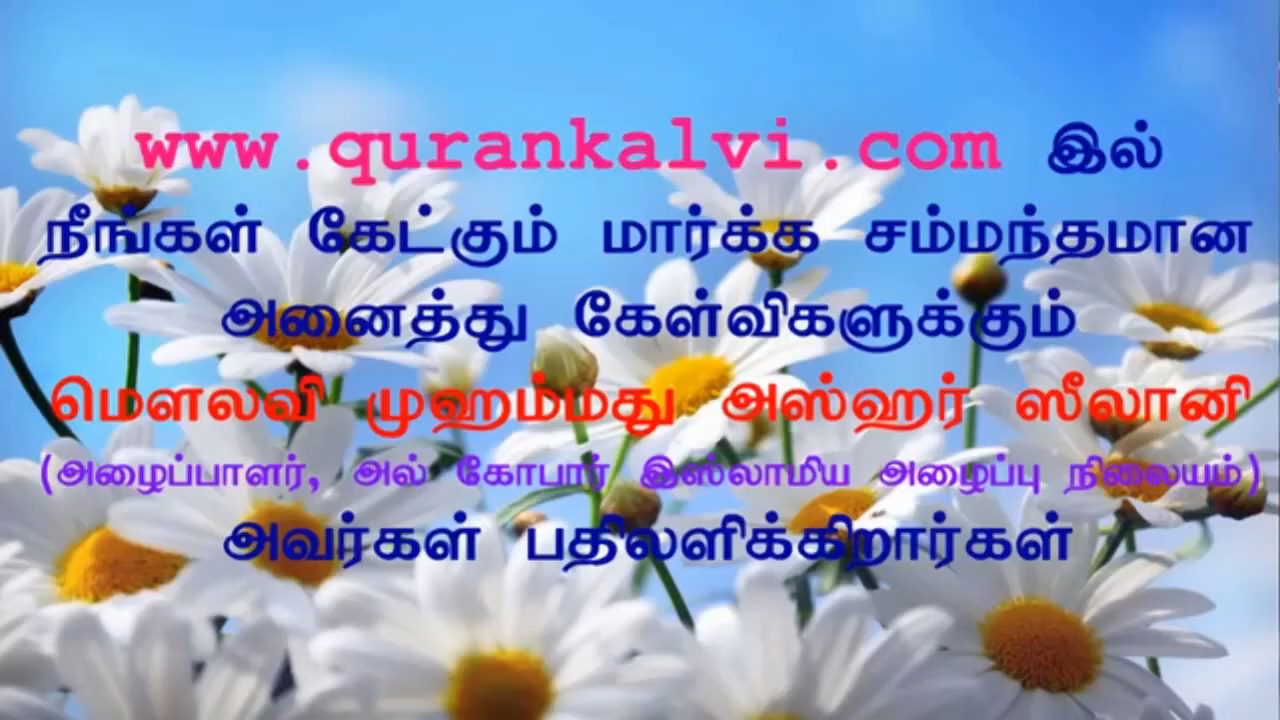 www.qurankalvi.com இல்
நீங்கள் கேட்கும் மார்க்க சம்மந்தமான
அனைத்து கேள்விகளுக்கும்
மௌலவி முஹம்மது அஸ்ஹர் ஸீலானி
(அழைப்பாளர், அல் கோபார் இஸ்லாமிய அழைப்பு நிலையம்)
அவர்கள் பதிலளிக்கிறார்கள்